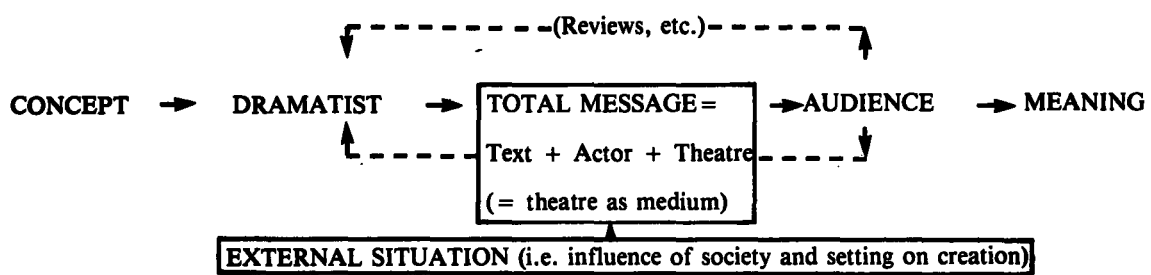 (Reviews, etc.)
CONCEPT DRAMATIST TOTAL MESSAGE= AUDIENCE MEANING
Text + Actor + Theatre
(= theatre as medium)
EXTERNAL SITUATION (i.e. influence of society and setting on creation)